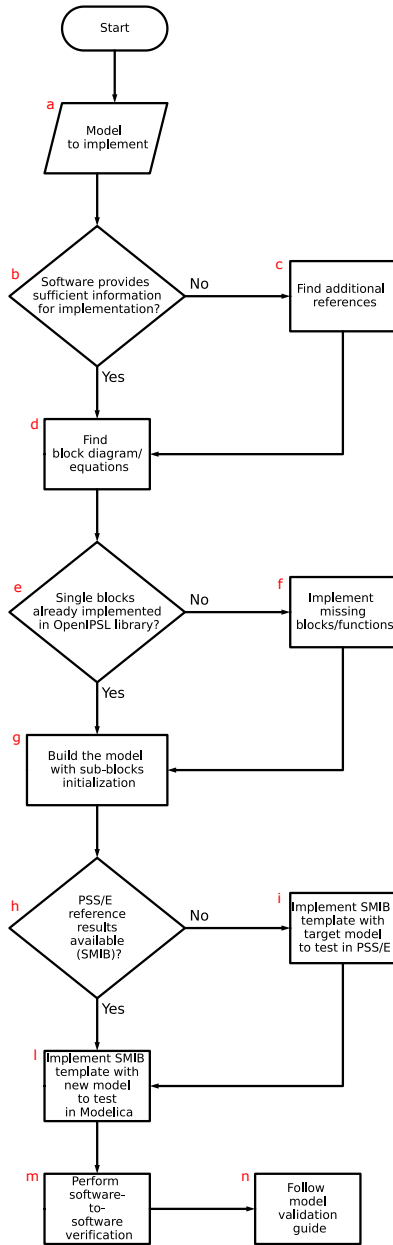 Start
a
Model
to implement
b
Software provides
sufficient information
for implementation?
No
c
Find additional
references
Yes
d
Find
block diagram/
equations
e
Single blocks
already implemented
in OpenIPSL library?
No
f
Implement
missing
blocks/functions
Yes
g
Build the model
with sub-blocks
initialization
h
PSS/E
reference
results
available
(SMIB)?
No
i
Implement SMIB
template with
target model
to test in PSS/E
Yes
l
Implement SMIB
template with
new model
to test
in Modelica
m
Perform
software-
to-
software
verification
n
Follow
model
validation
guide